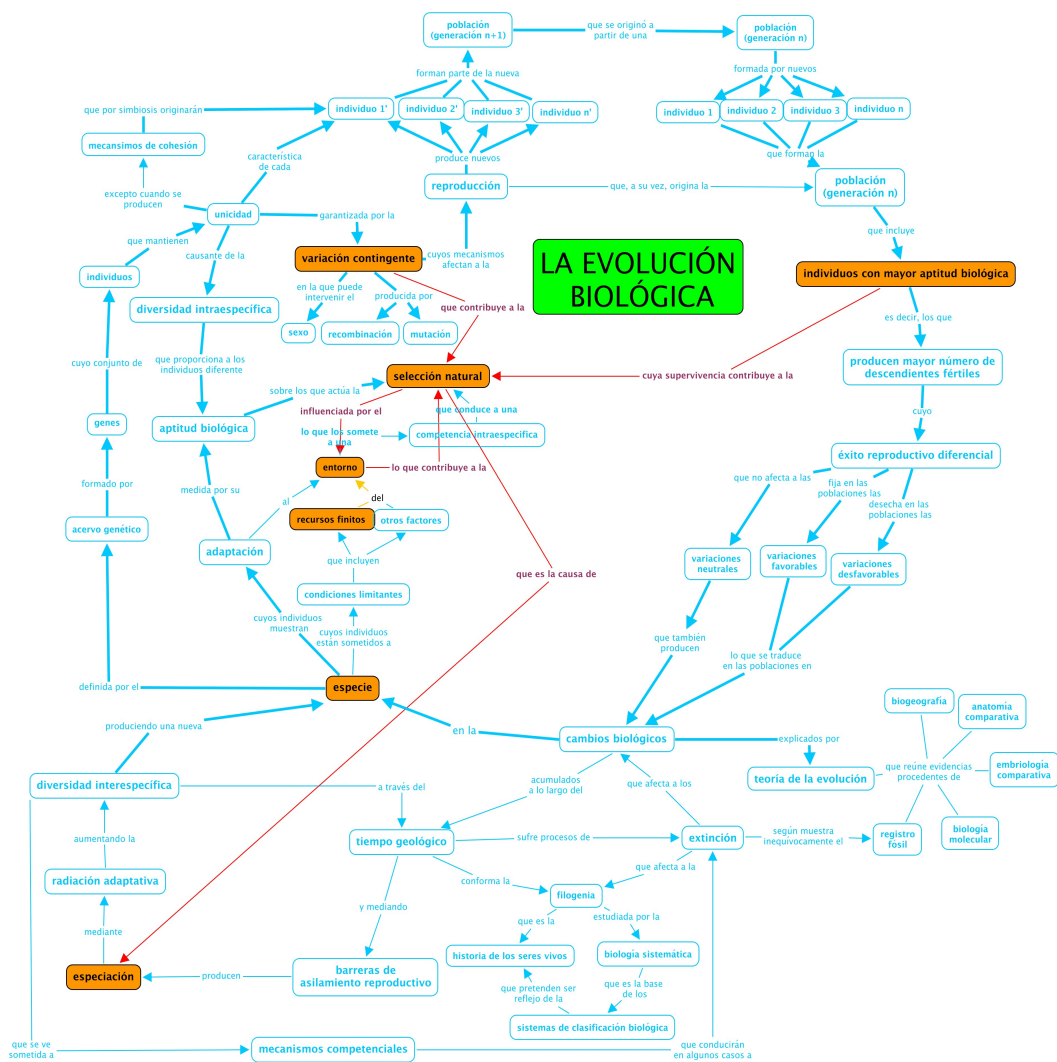 población
(generación n+1)
que se originó a
partir de una
población
(generación n)
forman parte de la nueva
formada por nuevos
que por simbiosis originarán
individuo 1'
individuo 2'
individuo 3'
individuo n'
individuo 1
individuo 2
individuo 3
individuo n
mecansimos de cohesión
característica
de cada
produce nuevos
que forman la
excepto cuando se
producen
reproducción
que, a su vez, origina la
población
(generación n)
unicidad
garantizada por la
que incluye
que mantienen
variación contingente
cuyos mecanismos
afectan a la
LA EVOLUCIÓN
BIOLÓGICA
individuos con mayor aptitud biológica
causante de la
individuos
en la que puede
intervenir el
producida por
diversidad intraespecífica
que contribuye a la
es decir, los que
sexo
recombinación
mutación
cuyo conjunto de
que proporciona a los
individuos diferente
producen mayor número de
descendientes fértiles
selección natural
cuya supervivencia contribuye a la
sobre los que actúa la
influenciada por el
que conduce a una
cuyo
genes
aptitud biológica
lo que los somete
a una
competencia intraespecífica
éxito reproductivo diferencial
entorno
lo que contribuye a la
formado por
medida por su
que no afecta a las
fija en las
poblaciones las
desecha en las
poblaciones las
al
del
acervo genético
recursos finitos
otros factores
adaptación
que incluyen
variaciones
neutrales
variaciones
favorables
variaciones
desfavorables
que es la causa de
condiciones limitantes
cuyos individuos
muestran
cuyos individuos
están sometidos a
que también
producen
lo que se traduce
en las poblaciones en
definida por el
especie
produciendo una nueva
en la
cambios biológicos
explicados por
biogeografía
anatomía
comparativa
que reúne evidencias
procedentes de
embriología
comparativa
teoría de la evolución
diversidad interespecífica
a través del
acumulados
a lo largo del
que afecta a los
aumentando la
tiempo geológico
sufre procesos de
extinción
según muestra
inequivocamente el
registro
fósil
biología
molecular
radiación adaptativa
conforma la
que afecta a la
filogenia
y mediando
mediante
que es la
estudiada por la
historia de los seres vivos
biología sistemática
especiación
producen
barreras de
asilamiento reproductivo
que pretenden ser
reflejo de la
que es la base
de los
sistemas de clasificación biológica
que se ve
sometida a
mecanismos competenciales
que conducirán
en algunos casos a